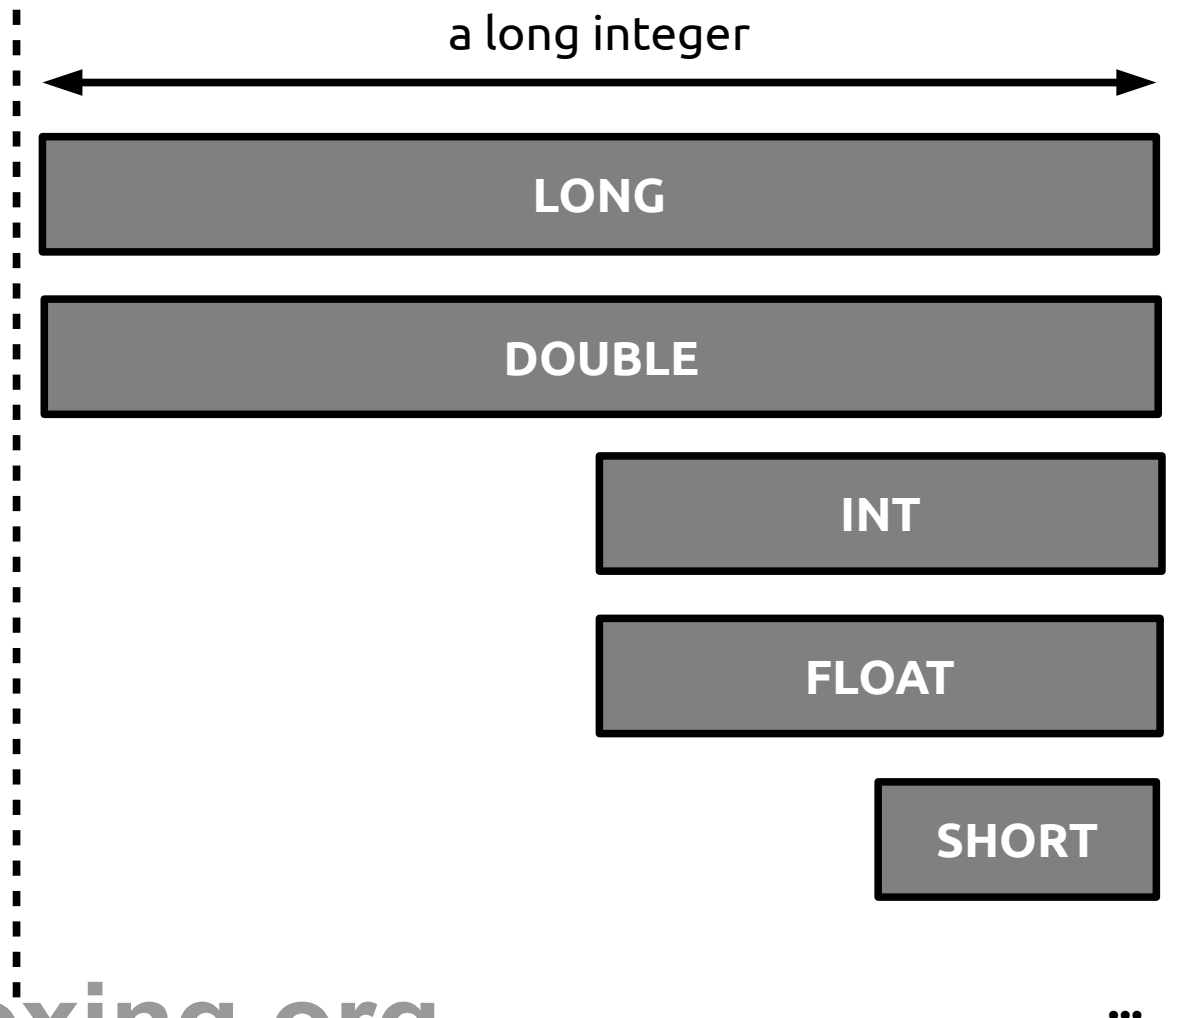 a long integer
LONG
DOUBLE
INT
FLOAT
SHORT
...